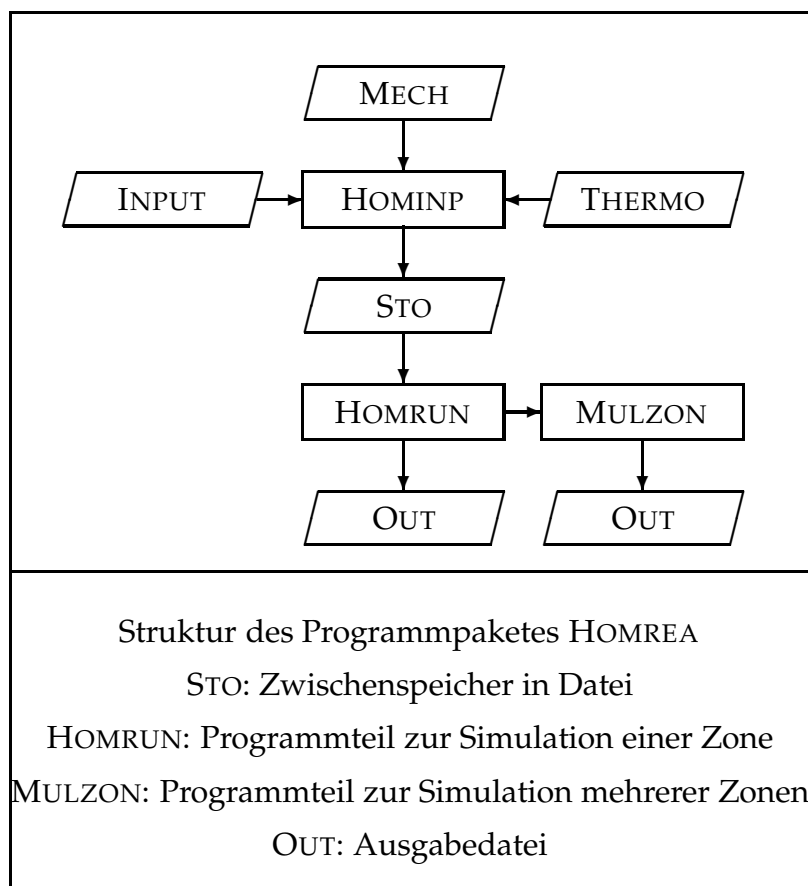 MECH
INPUT HOMINP THERMO
STO
HOMRUN MULZON
OUT OUT
Struktur des Programmpaketes HOMREA
STO: Zwischenspeicher in Datei
HOMRUN: Programmteil zur Simulation einer Zone
MULZON: Programmteil zur Simulation mehrerer Zonen
OUT: Ausgabedatei